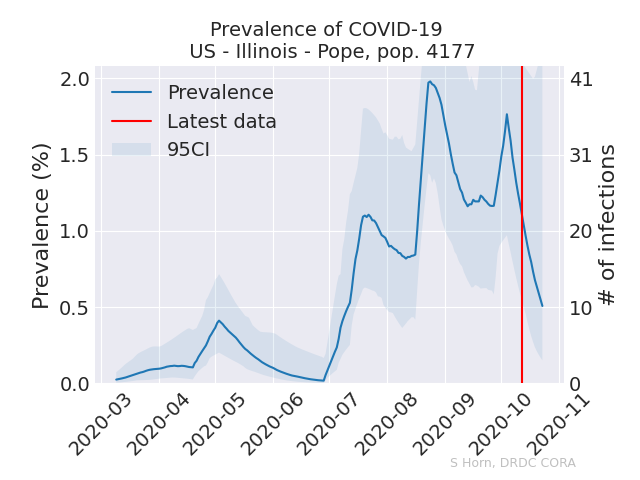 Prevalence of COVID-19
US - Illinois - Pope, pop. 4177
Prevalence
Latest data
95CI
Prevalence (%)
2.0
1.5
1.0
0.5
0.0
41
31
20
10
0
# of infections
2020-03
2020-04
2020-05
2020-06
2020-07
2020-08
2020-09
2020-10
2020-11
S Horn, DRDC CORA